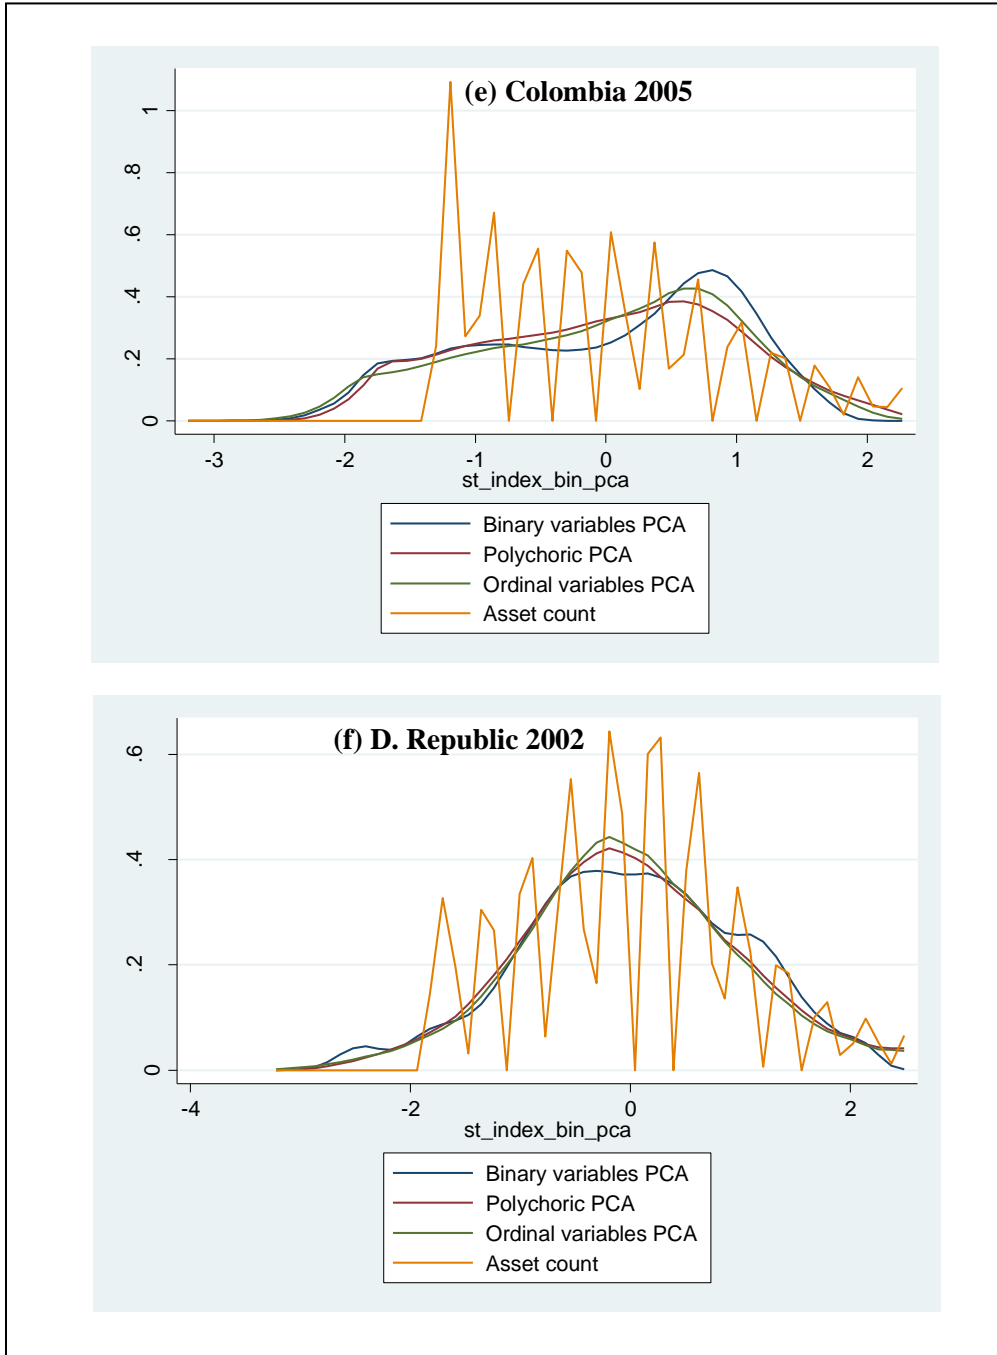 (e) Colombia 2005
1
.8
.6
.4
.2
0
-3 -2 -1 0 1 2
st_index_bin_pca
Binary variables PCA
Polychoric PCA
Ordinal variables PCA
Asset count
(f) D. Republic 2002
.6
.4
.2
0
-4 -2 0 2
st_index_bin_pca
Binary variables PCA
Polychoric PCA
Ordinal variables PCA
Asset count